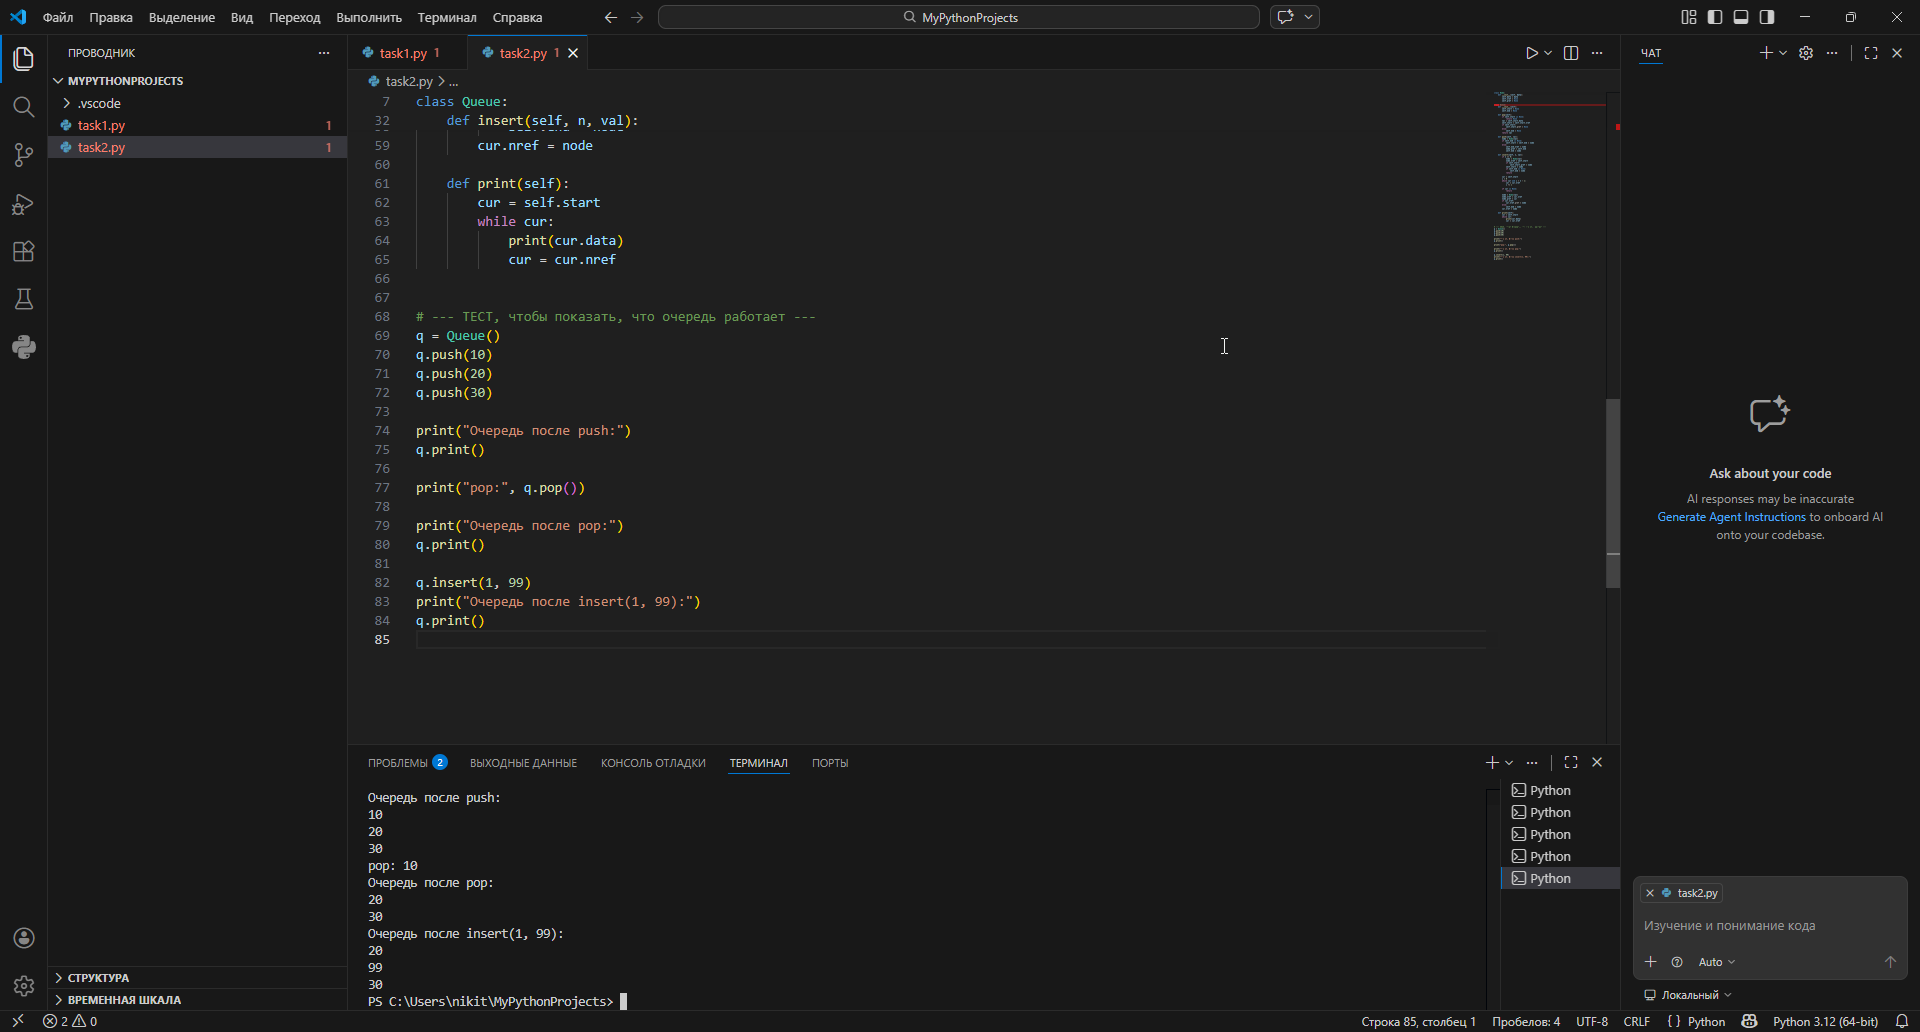 Файл Правка Выделение Вид Переход Выполнить Терминал Справка MyPythonProjects
ПРОВОДНИК
MYPYTHONPROJECTS
.vscode
task1.py 1
task2.py 1
СТРУКТУРА
ВРЕМЕННАЯ ШКАЛА
task1.py 1 task2.py 1
task2.py > ...
7 class Queue:
32 def insert(self, n, val):
59 cur.nref = node
60
61 def print(self):
62 cur = self.start
63 while cur:
64 print(cur.data)
65 cur = cur.nref
66
67
68 # --- ТЕСТ, чтобы показать, что очередь работает ---
69 q = Queue()
70 q.push(10)
71 q.push(20)
72 q.push(30)
73
74 print("Очередь после push:")
75 q.print()
76
77 print("pop:", q.pop())
78
79 print("Очередь после pop:")
80 q.print()
81
82 q.insert(1, 99)
83 print("Очередь после insert(1, 99):")
84 q.print()
85
ПРОБЛЕМЫ 2 ВЫХОДНЫЕ ДАННЫЕ КОНСОЛЬ ОТЛАДКИ ТЕРМИНАЛ ПОРТЫ
Очередь после push:
10
20
30
pop: 10
Очередь после pop:
20
30
Очередь после insert(1, 99):
20
99
30
PS C:\Users\nikit\MyPythonProjects>
Python
Python
Python
Python
Python
ЧАТ
Ask about your code
AI responses may be inaccurate
Generate Agent Instructions to onboard AI
onto your codebase.
task2.py
Изучение и понимание кода
Auto
Локальный
2 0 Строка 85, столбец 1 Пробелов: 4 UTF-8 CRLF { } Python Python 3.12 (64-bit)